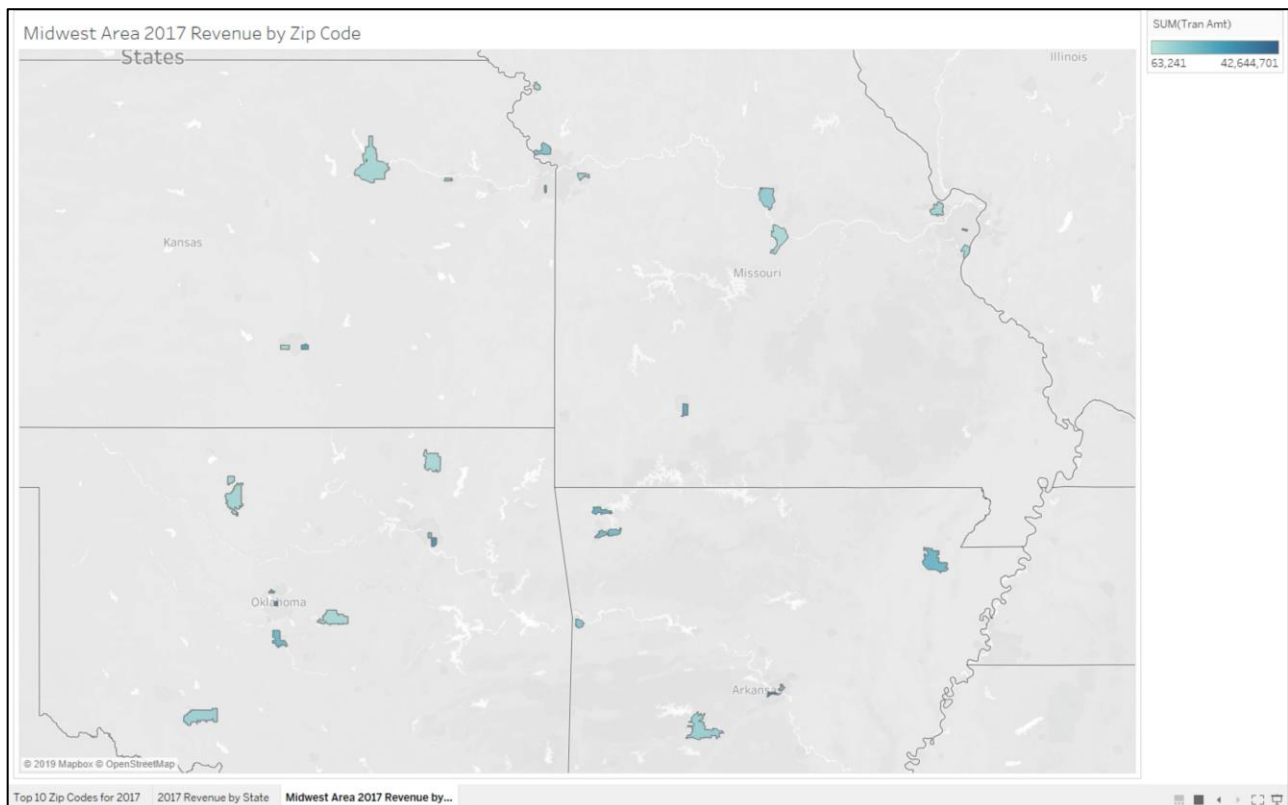 Midwest Area 2017 Revenue by Zip Code
SUM(Tran Amt)
63,241 42,644,701
States
Illinois
Kansas
Missouri
Oklahoma
Arkansas
© 2019 Mapbox © OpenStreetMap
Top 10 Zip Codes for 2017 2017 Revenue by State Midwest Area 2017 Revenue by...